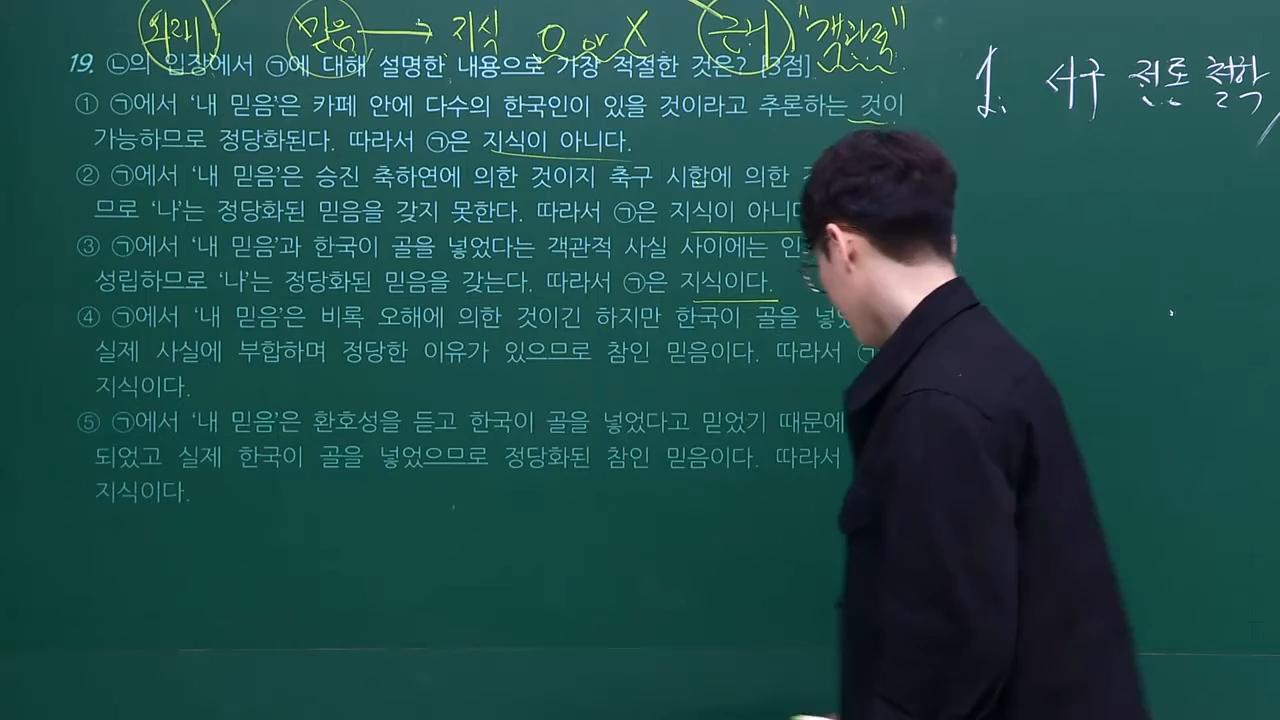 외래 믿음 → 지식 O or X 근거 "객관적"
19. ㉡의 입장에서 ㉠에 대해 설명한 내용으로 가장 적절한 것은? [3점]
1. 서구 전통 철학
① ㉠에서 '내 믿음'은 카페 안에 다수의 한국인이 있을 것이라고 추론하는 것이
가능하므로 정당화된다. 따라서 ㉠은 지식이 아니다.
② ㉠에서 '내 믿음'은 승진 축하연에 의한 것이지 축구 시합에 의한
므로 '나'는 정당화된 믿음을 갖지 못한다. 따라서 ㉠은 지식이 아니
③ ㉠에서 '내 믿음'과 한국이 골을 넣었다는 객관적 사실 사이에는
성립하므로 '나'는 정당화된 믿음을 갖는다. 따라서 ㉠은 지식이다.
④ ㉠에서 '내 믿음'은 비록 오해에 의한 것이긴 하지만 한국이 골을
실제 사실에 부합하며 정당한 이유가 있으므로 참인 믿음이다. 따라서
지식이다.
⑤ ㉠에서 '내 믿음'은 환호성을 듣고 한국이 골을 넣었다고 믿었기 때문에
되었고 실제 한국이 골을 넣었으므로 정당화된 참인 믿음이다. 따라서
지식이다.